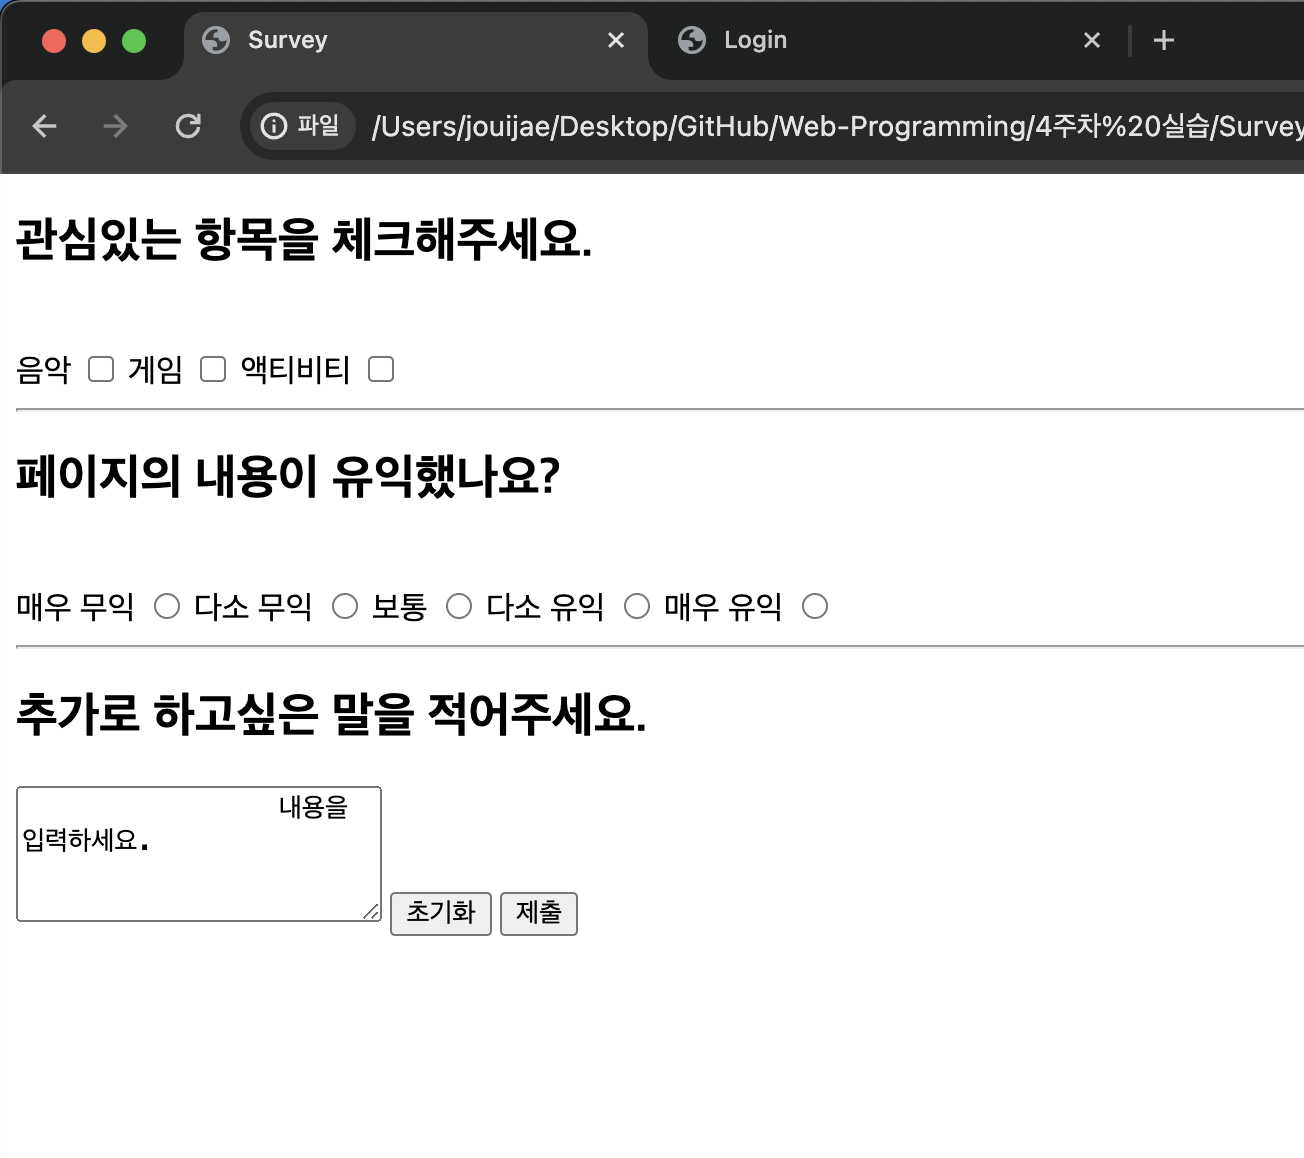 Survey
Login
파일 /Users/jouijae/Desktop/GitHub/Web-Programming/4주차%20실습/Survey
관심있는 항목을 체크해주세요.
음악 게임 액티비티
페이지의 내용이 유익했나요?
매우 무익 다소 무익 보통 다소 유익 매우 유익
추가로 하고싶은 말을 적어주세요.
내용을
입력하세요.
초기화 제출